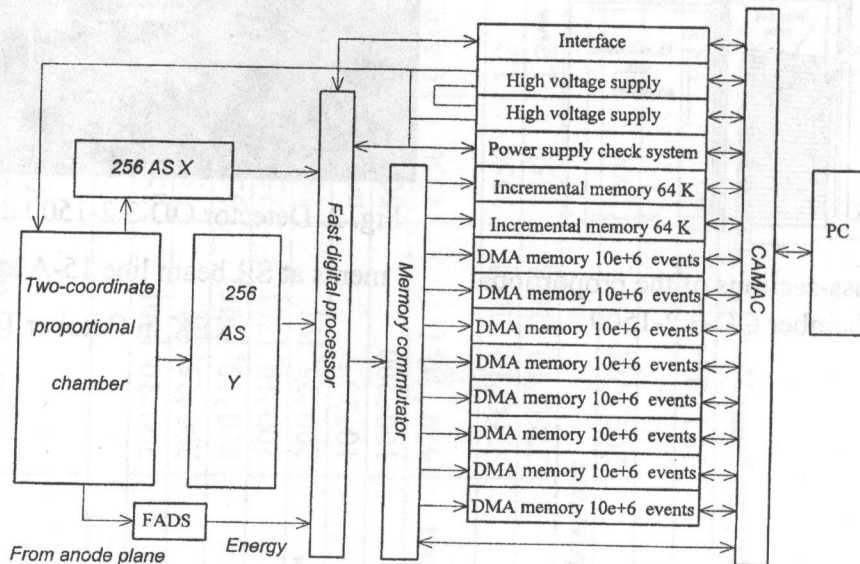 Interface
High voltage supply
High voltage supply
Power supply check system
Incremental memory 64 K
Incremental memory 64 K
DMA memory 10e+6 events
DMA memory 10e+6 events
DMA memory 10e+6 events
DMA memory 10e+6 events
DMA memory 10e+6 events
DMA memory 10e+6 events
DMA memory 10e+6 events
DMA memory 10e+6 events
256 AS X
Two-coordinate
proportional
chamber
256
AS
Y
Fast digital processor
Memory commutator
CAMAC
PC
FADS
From anode plane
Energy